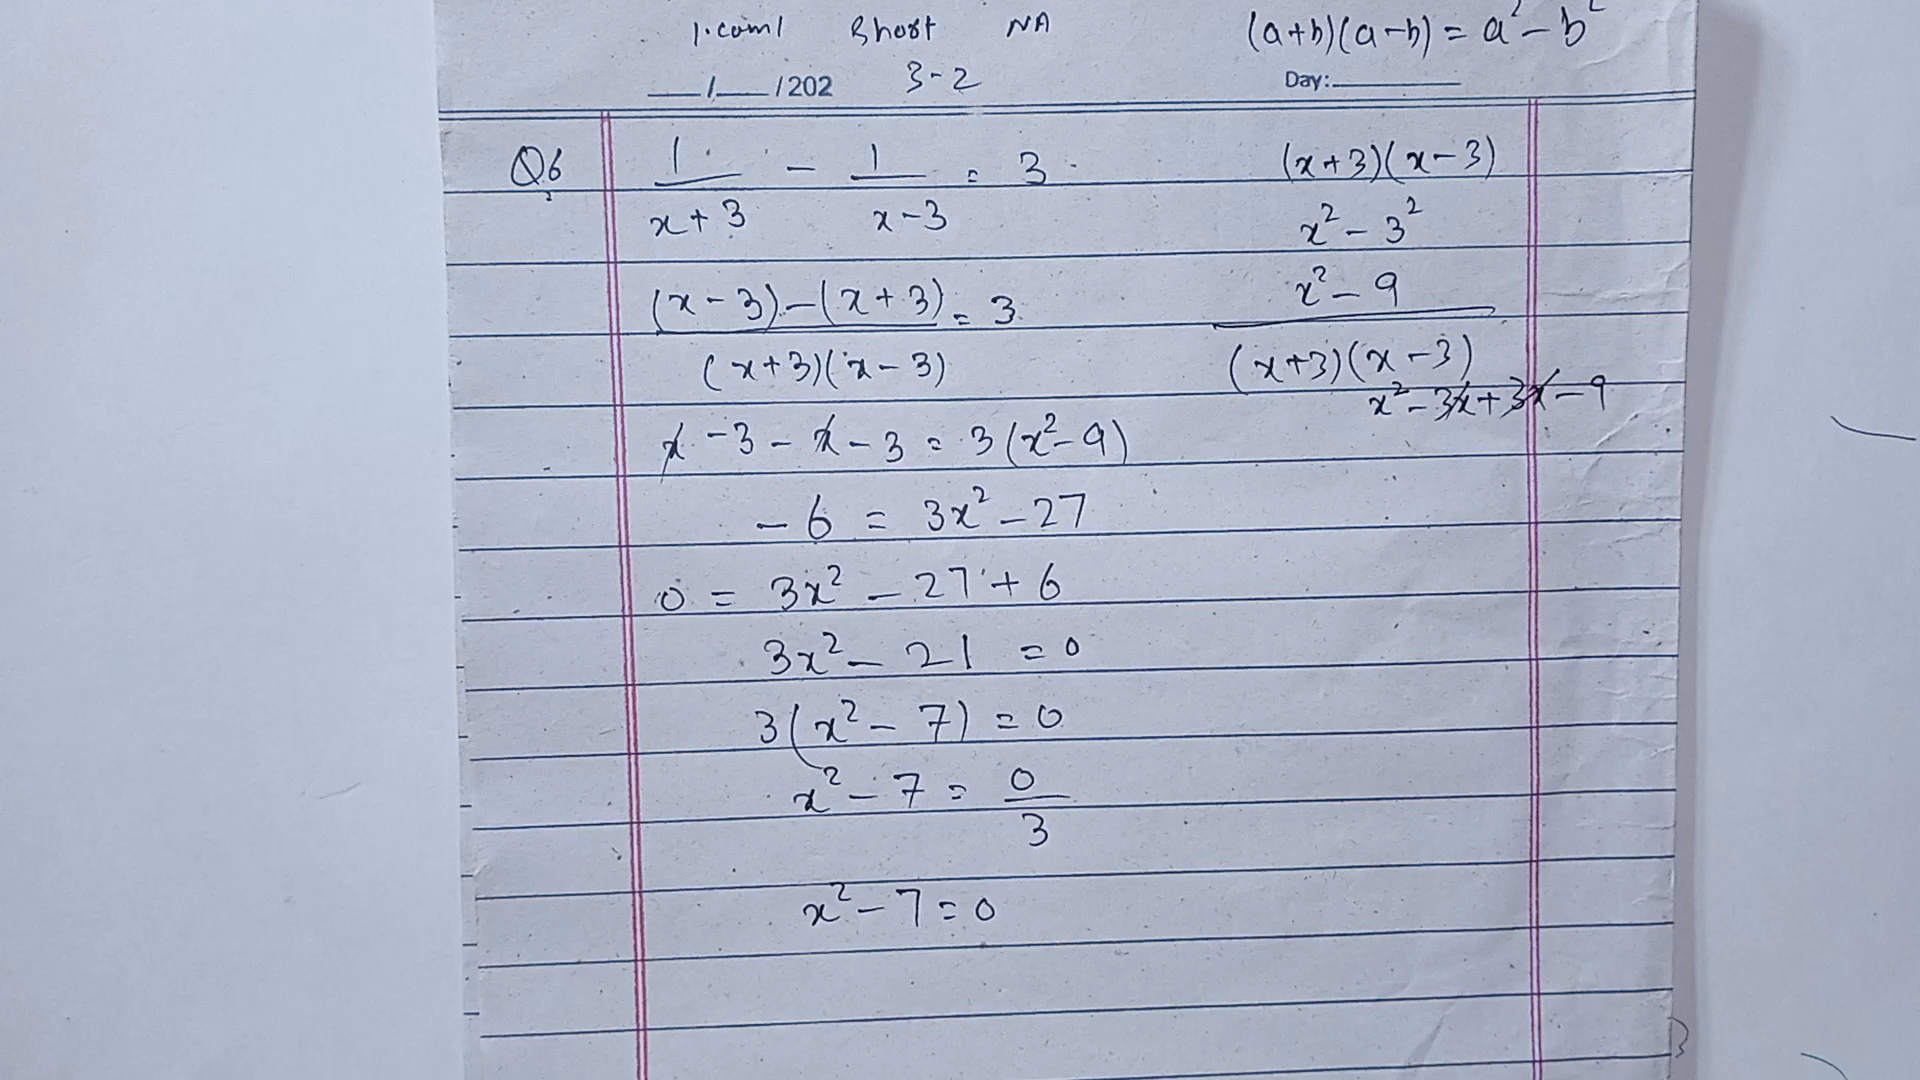 1.com1 Short NA (a+b)(a-b) = a² - b²
__/__/202 3-2 Day:
Q6 1/(x+3) - 1/(x-3) = 3
((x-3)-(x+3))/((x+3)(x-3)) = 3
x - 3 - x - 3 = 3(x²-9)
-6 = 3x² - 27
0 = 3x² - 27 + 6
3x² - 21 = 0
3(x² - 7) = 0
x² - 7 = 0/3
x² - 7 = 0
(x+3)(x-3)
x² - 3²
x² - 9
(x+3)(x-3)
x² - 3x + 3x - 9